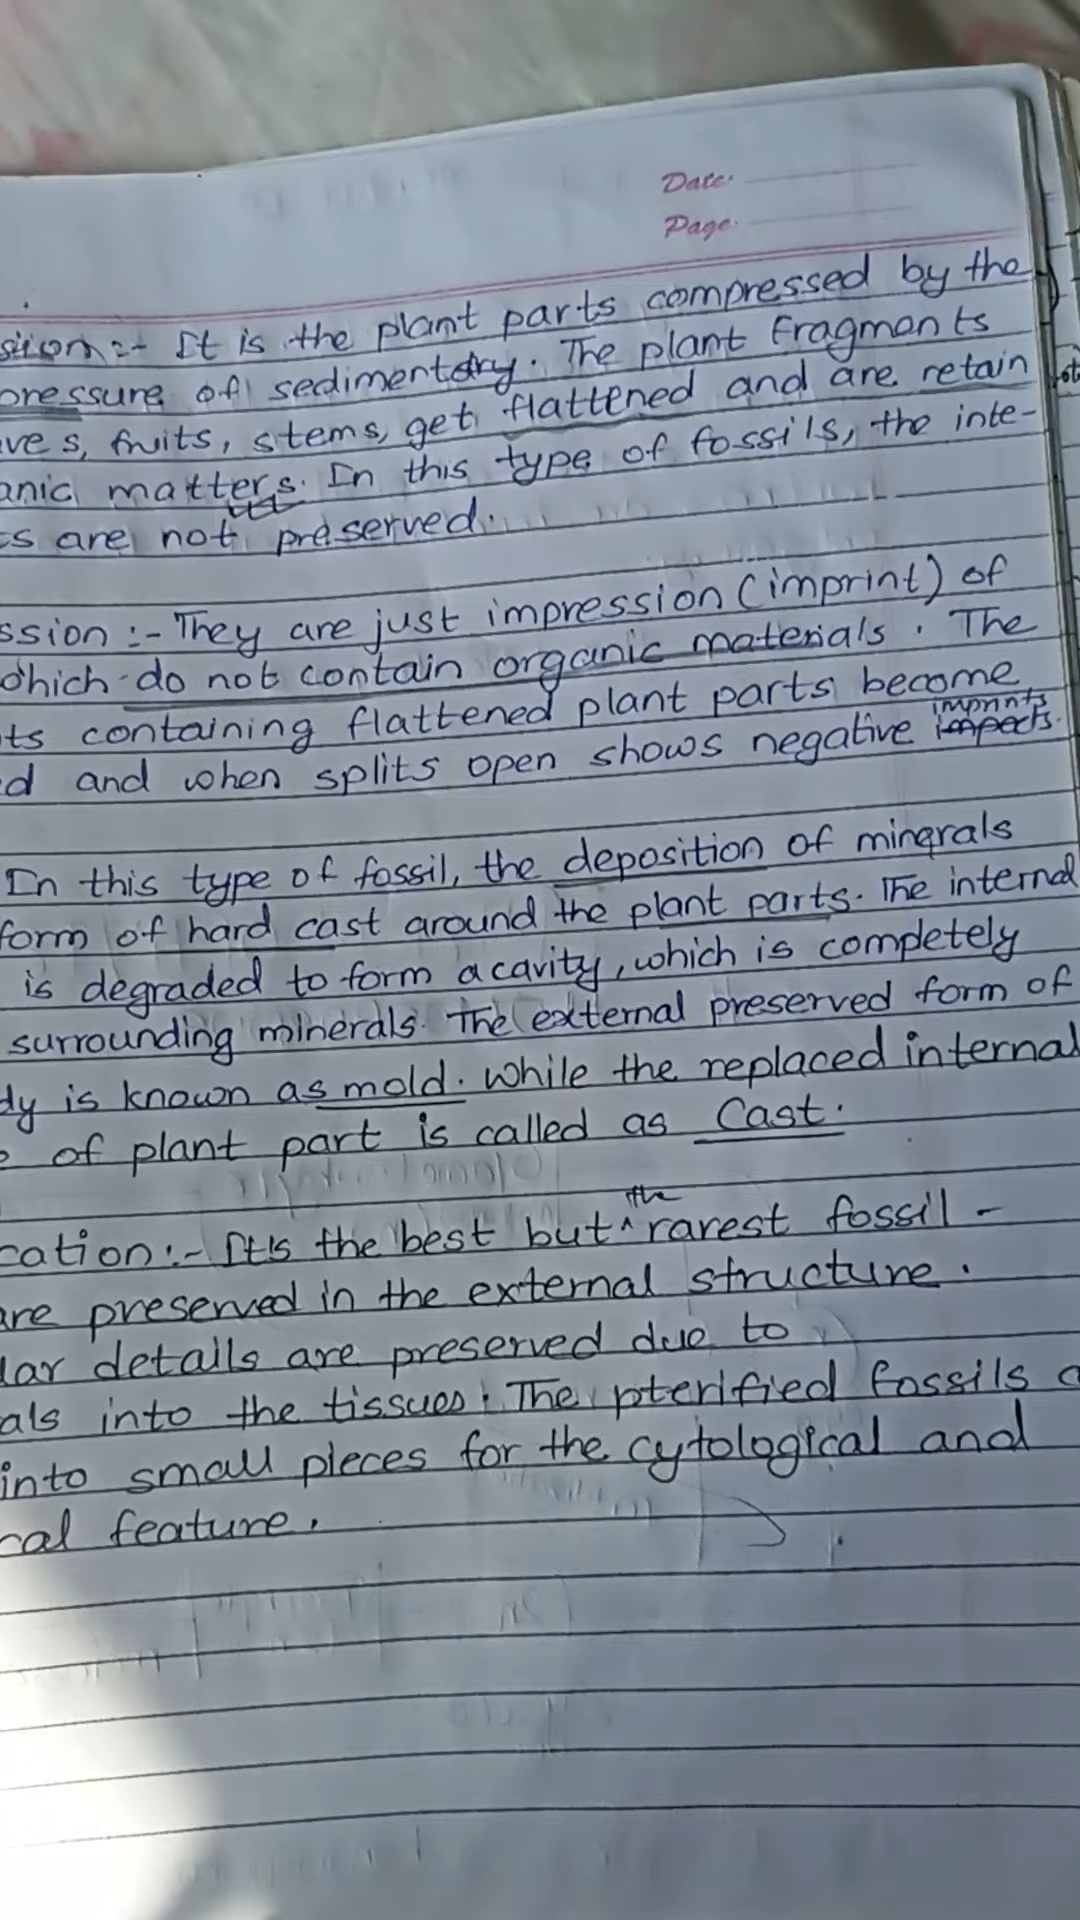 Date.
Page.
sion:- It is the plant parts compressed by the
pressure of sedimentary. The plant fragments
ves, fruits, stems, get flattened and are retain
anic matters. In this type of fossils, the inte-
s are not preserved.
ssion :- They are just impression (imprint) of
which do not contain organic materials. The
ts containing flattened plant parts become
imprints
d and when splits open shows negative impects.
In this type of fossil, the deposition of minerals
form of hard cast around the plant parts. The internal
is degraded to form a cavity, which is completely
surrounding minerals. The external preserved form of
dy is known as mold. While the replaced internal
e of plant part is called as Cast.
the
cation:- It's the best but ^ rarest fossil -
are preserved in the external structure.
lar details are preserved due to
als into the tissues. The pterified fossils a
into small pieces for the cytological and
cal feature.